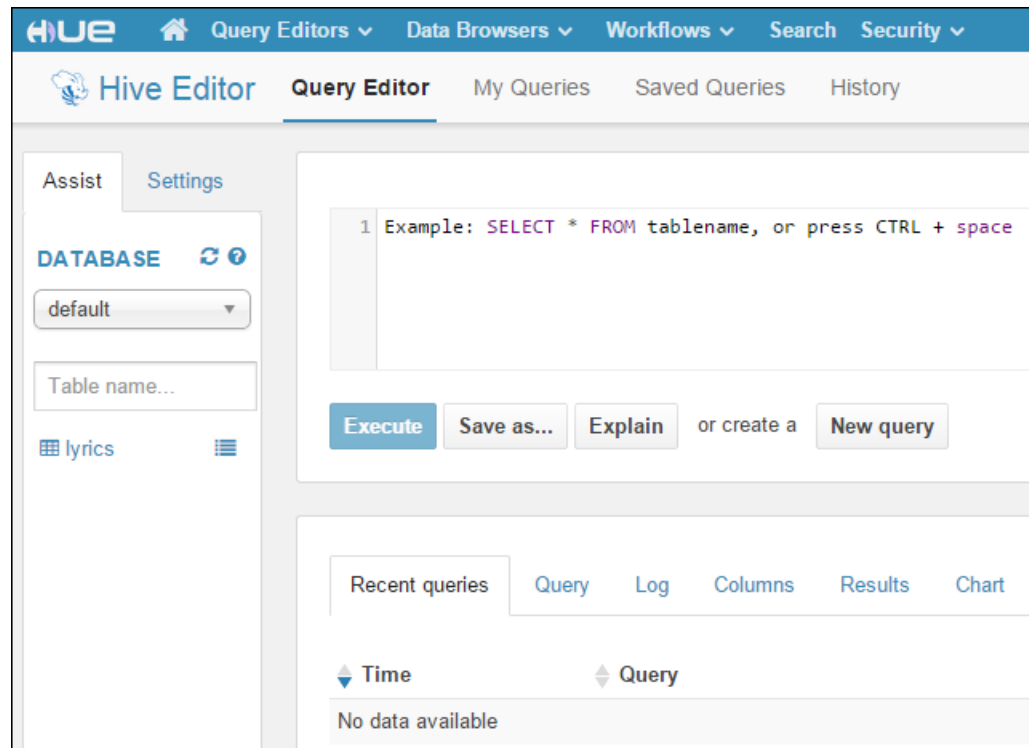 HUE Query Editors Data Browsers Workflows Search Security
Hive Editor Query Editor My Queries Saved Queries History
Assist Settings
DATABASE
default
Table name...
lyrics
1 Example: SELECT * FROM tablename, or press CTRL + space
Execute Save as... Explain or create a New query
Recent queries Query Log Columns Results Chart
Time Query
No data available